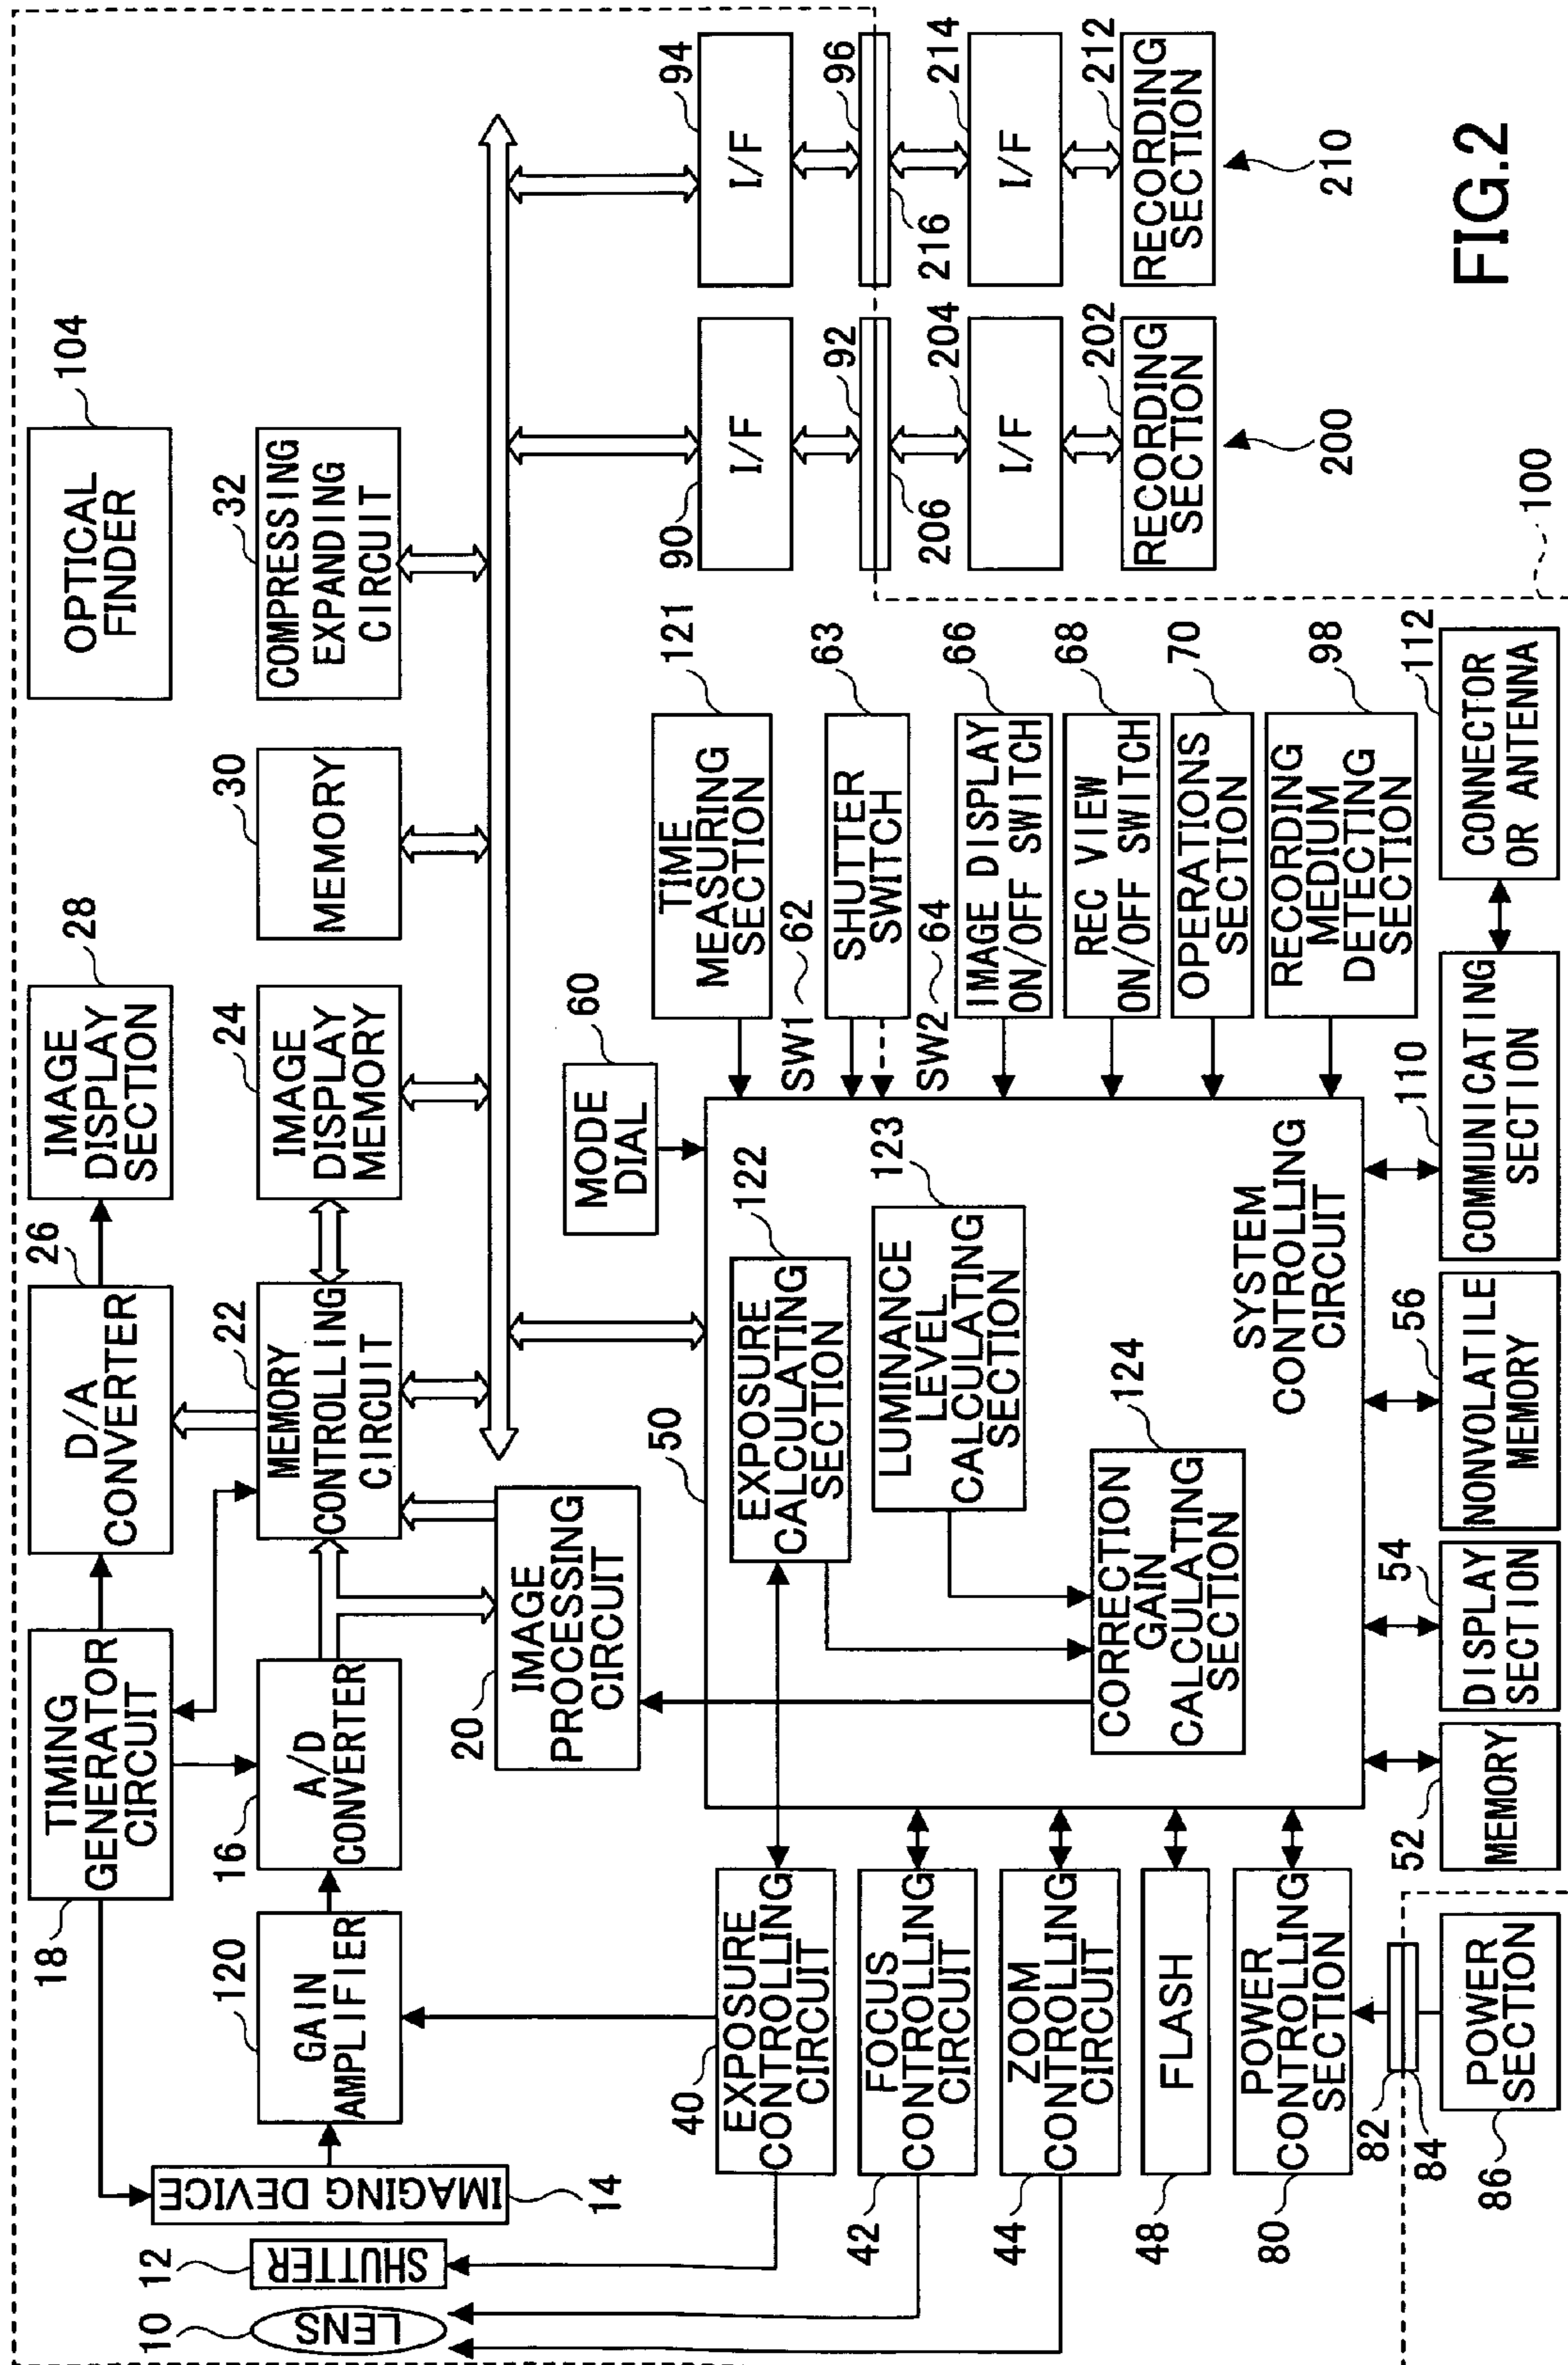 10
LENS
12
SHUTTER
14
IMAGING DEVICE
18
TIMING
GENERATOR
CIRCUIT
26
D/A
CONVERTER
28
IMAGE
DISPLAY
SECTION
104
OPTICAL
FINDER
120
GAIN
AMPLIFIER
16
A/D
CONVERTER
22
MEMORY
CONTROLLING
CIRCUIT
24
IMAGE
DISPLAY
MEMORY
30
MEMORY
32
COMPRESSING
EXPANDING
CIRCUIT
20
IMAGE
PROCESSING
CIRCUIT
40
EXPOSURE
CONTROLLING
CIRCUIT
42
FOCUS
CONTROLLING
CIRCUIT
44
ZOOM
CONTROLLING
CIRCUIT
48
FLASH
80
POWER
CONTROLLING
SECTION
82
84
86
POWER
SECTION
50
EXPOSURE
CALCULATING
SECTION
122
LUMINANCE
LEVEL
CALCULATING
SECTION
123
CORRECTION
GAIN
CALCULATING
SECTION
124
SYSTEM
CONTROLLING
CIRCUIT
60
MODE
DIAL
121
TIME
MEASURING
SECTION
SW1
62
63
SHUTTER
SWITCH
SW2
64
66
IMAGE DISPLAY
ON/OFF SWITCH
68
REC VIEW
ON/OFF SWITCH
70
OPERATIONS
SECTION
98
RECORDING
MEDIUM
DETECTING
SECTION
52
MEMORY
54
DISPLAY
SECTION
56
NONVOLATILE
MEMORY
110
COMMUNICATING
SECTION
112
CONNECTOR
OR ANTENNA
100
90
I/F
92
206
204
I/F
202
RECORDING
SECTION
200
94
I/F
96
216
214
I/F
212
RECORDING
SECTION
210
FIG.2